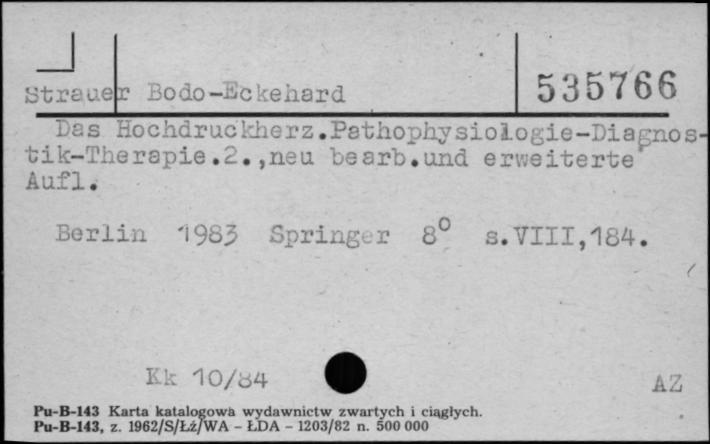 Strauer Bodo-Eckehard
535766
Das Hochdruckherz.Pathophysiologie-Diagnos-
tik-Therapie.2.,neu bearb.und erweiterte
Aufl.
Berlin 1983 Springer 8° s.VIII,184.
Kk 10/84
AZ
Pu-B-143 Karta katalogowa wydawnictw zwartych i ciągłych.
Pu-B-143, z. 1962/S/Łż/WA – ŁDA – 1203/82 n. 500 000